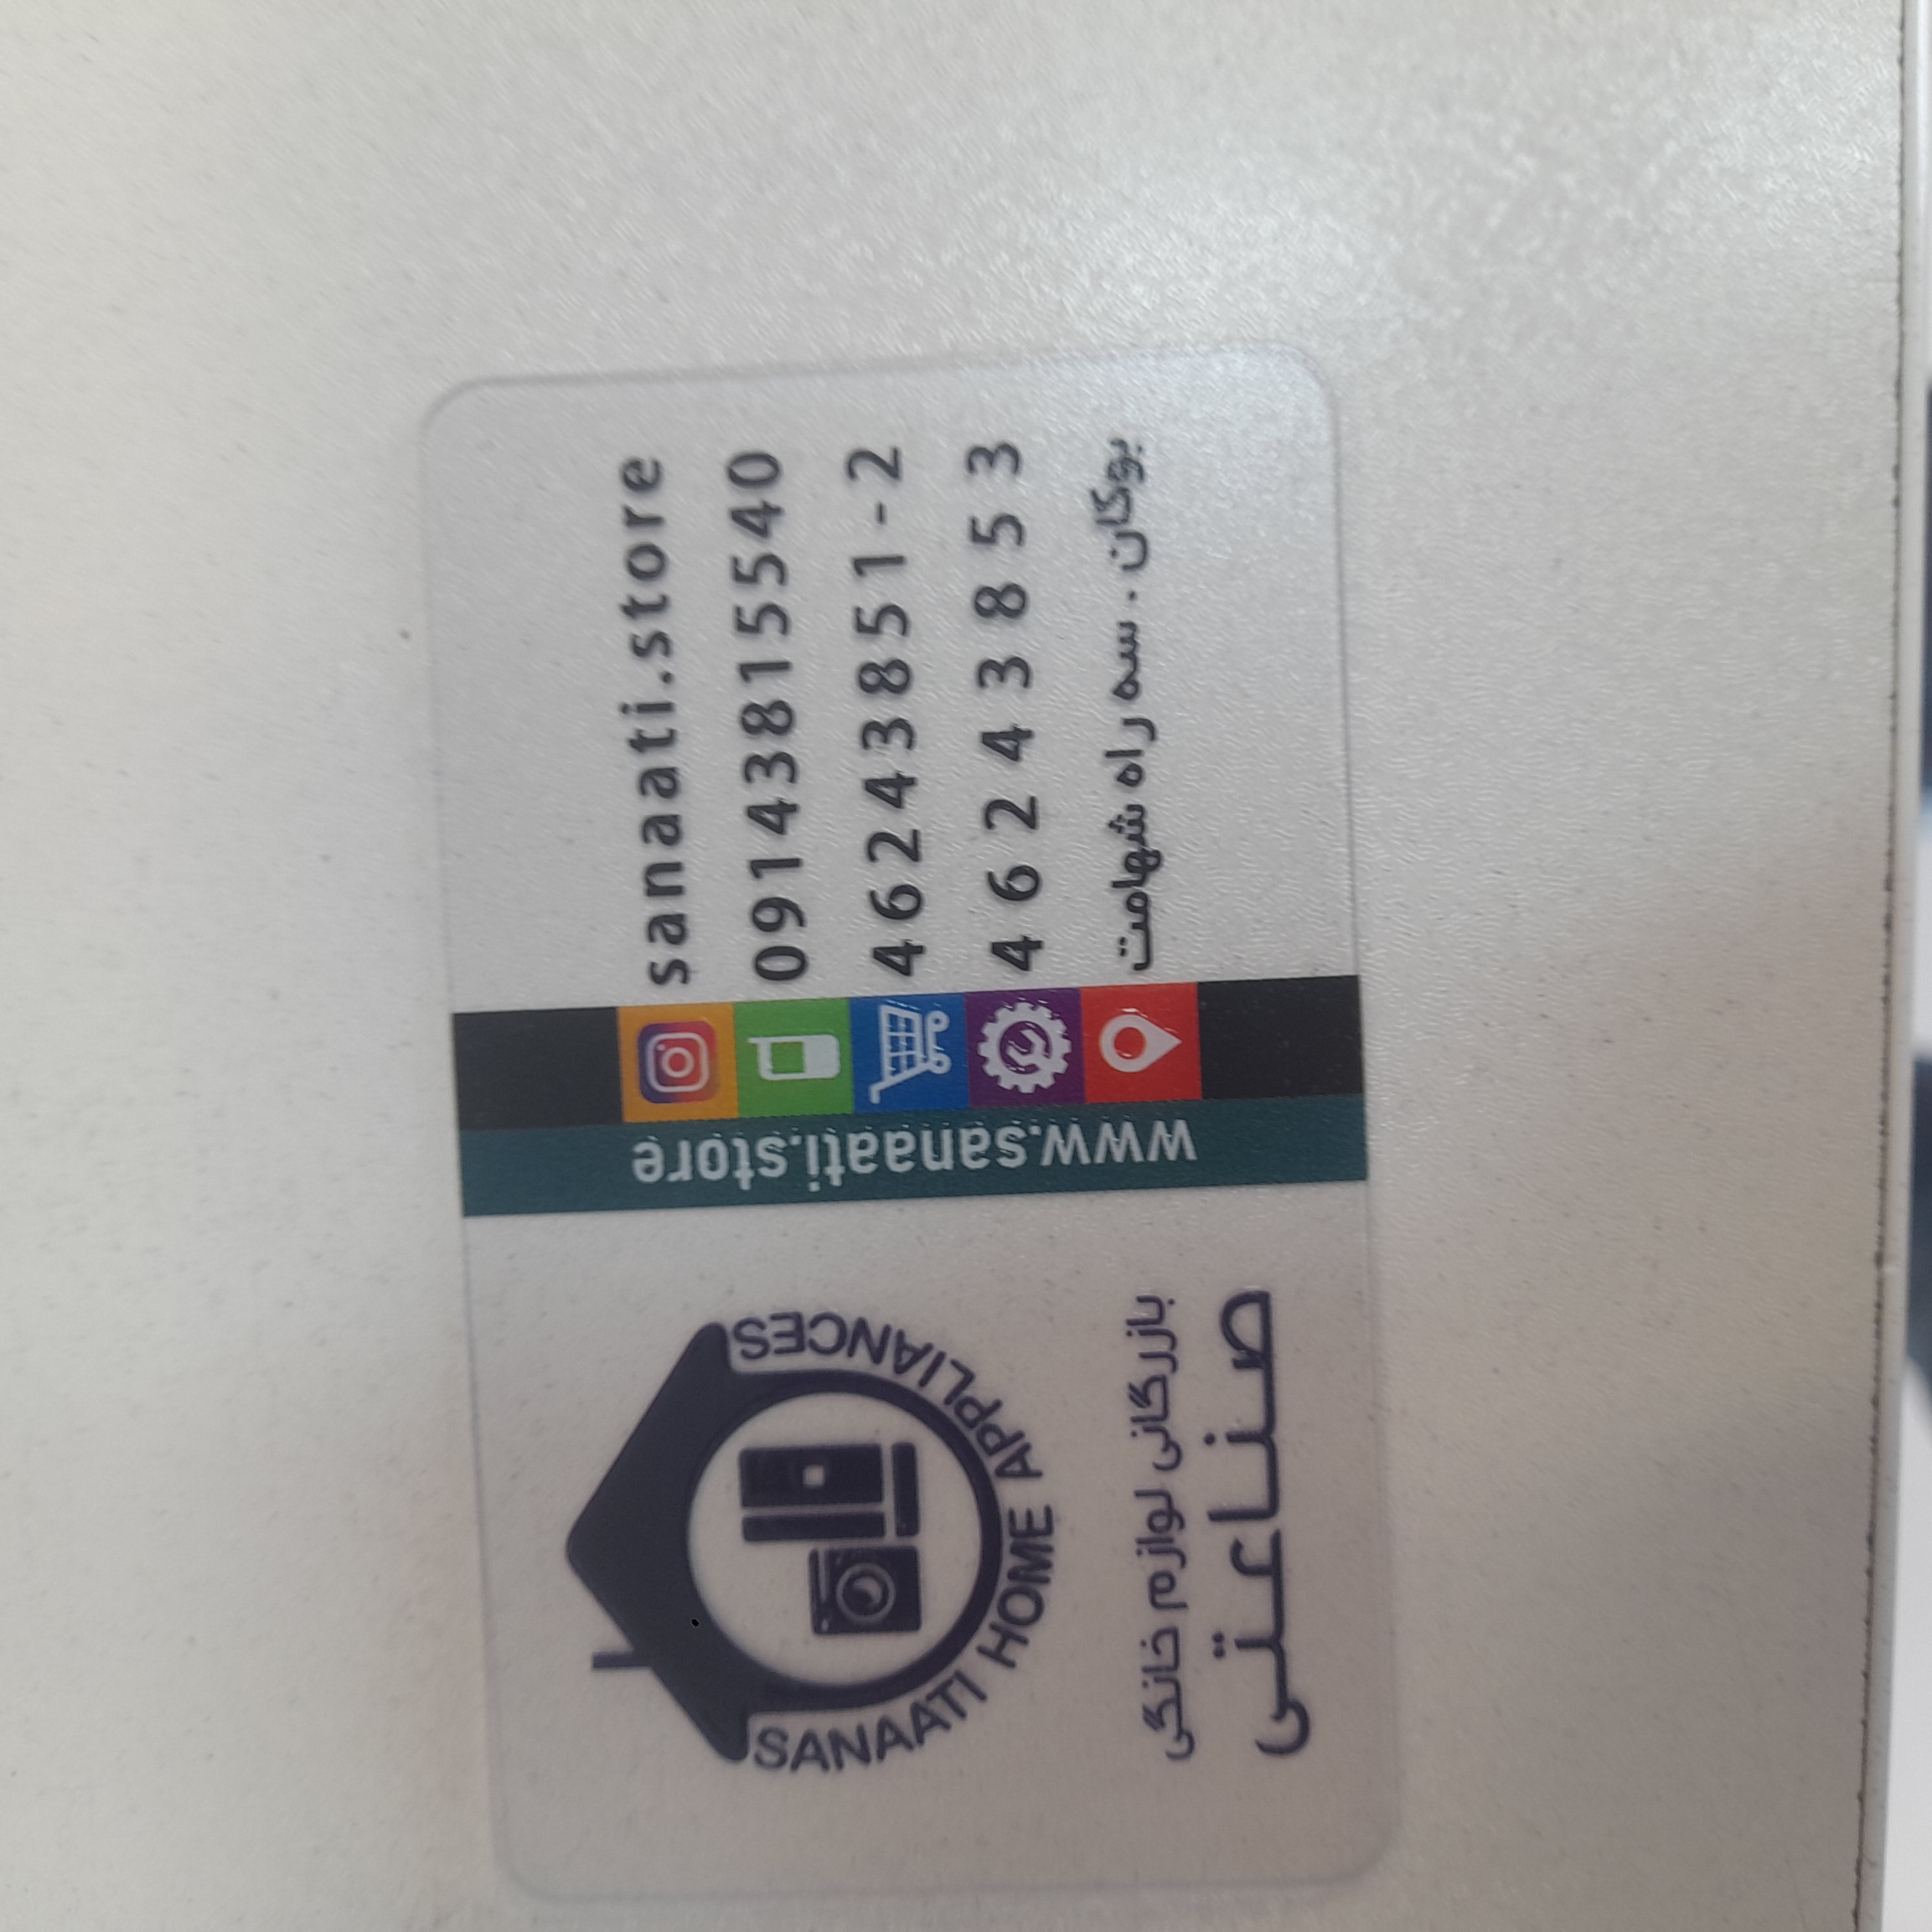 SANAATI HOME APPLIANCES
بازرگانی لوازم خانگی
صناعتی
www.sanaati.store
sanaati.store
09143815540
46243851-2
46243853
بوکان . سه راه شهامت